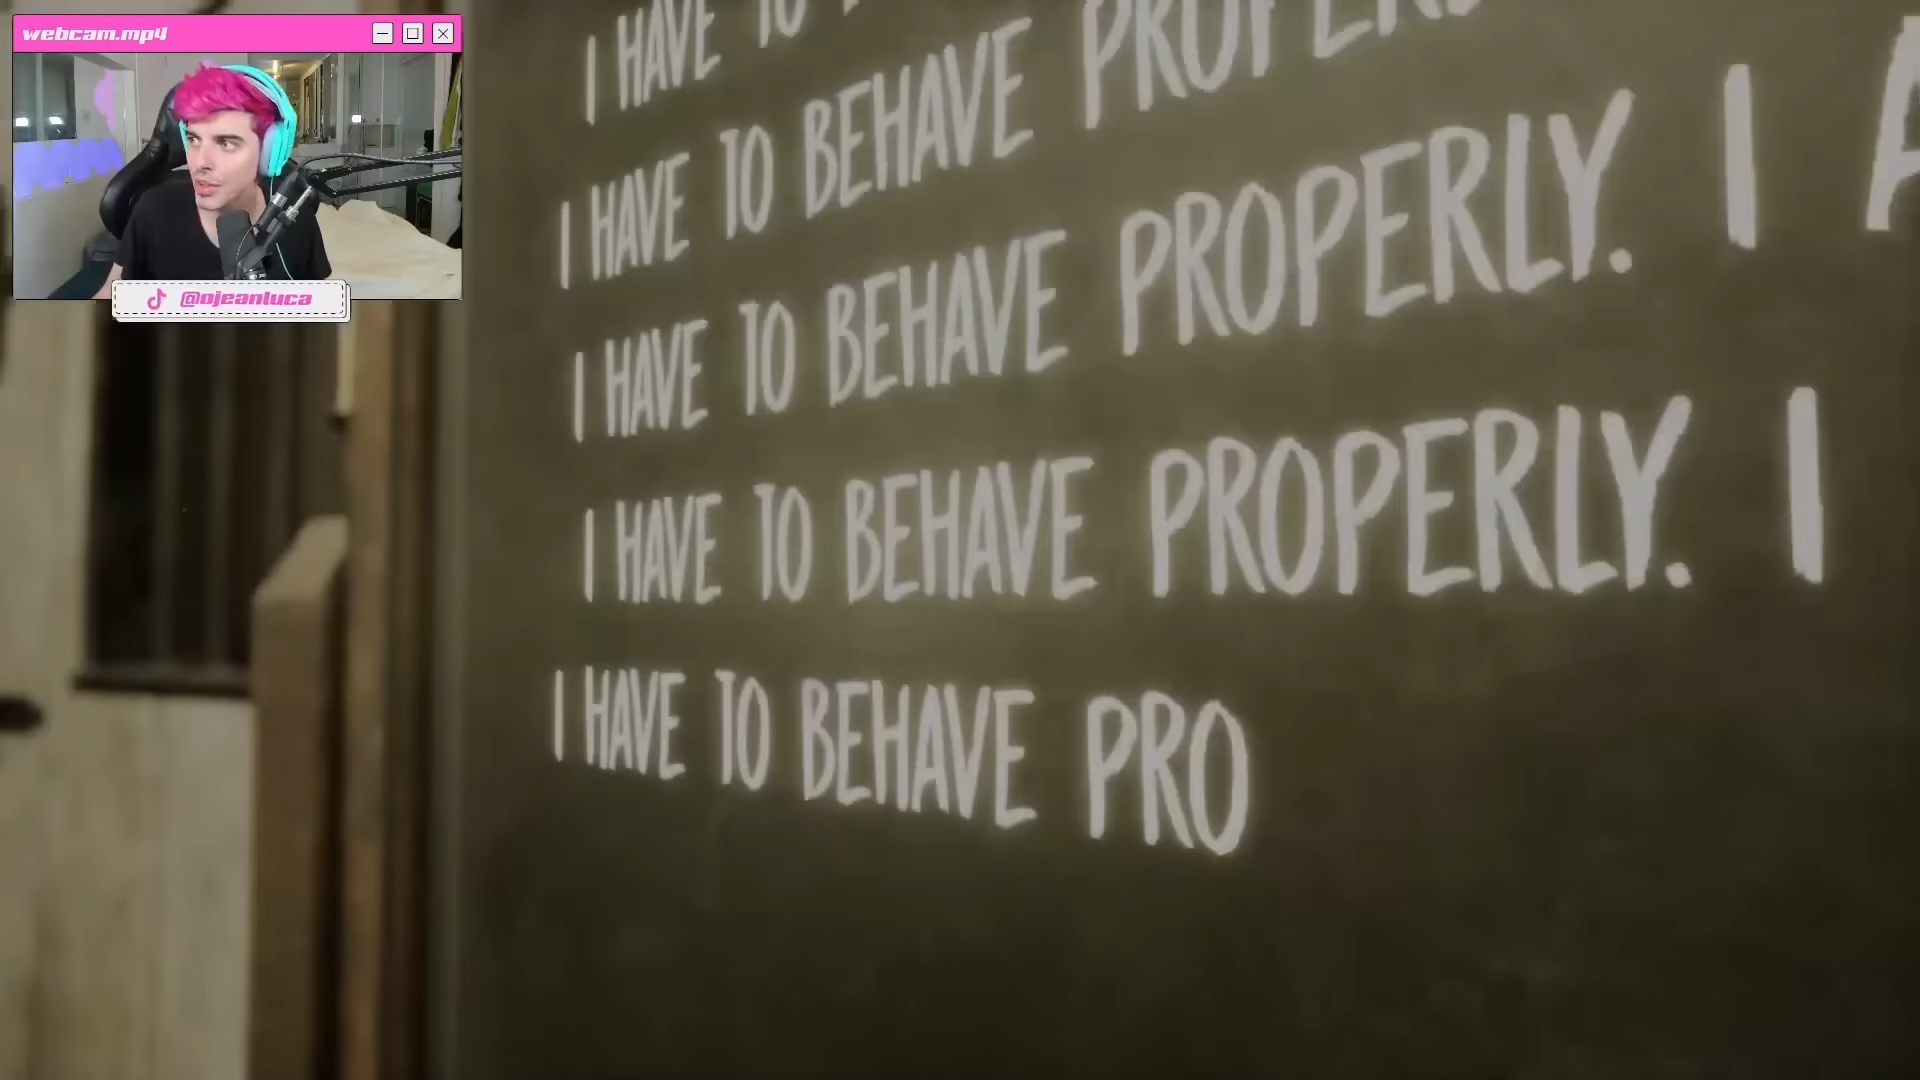 webcam.mp4
@ojeanluca
I HAVE TO
I HAVE TO BEHAVE PROPER
I HAVE TO BEHAVE PROPERLY. I A
I HAVE TO BEHAVE PROPERLY. I
I HAVE TO BEHAVE PRO